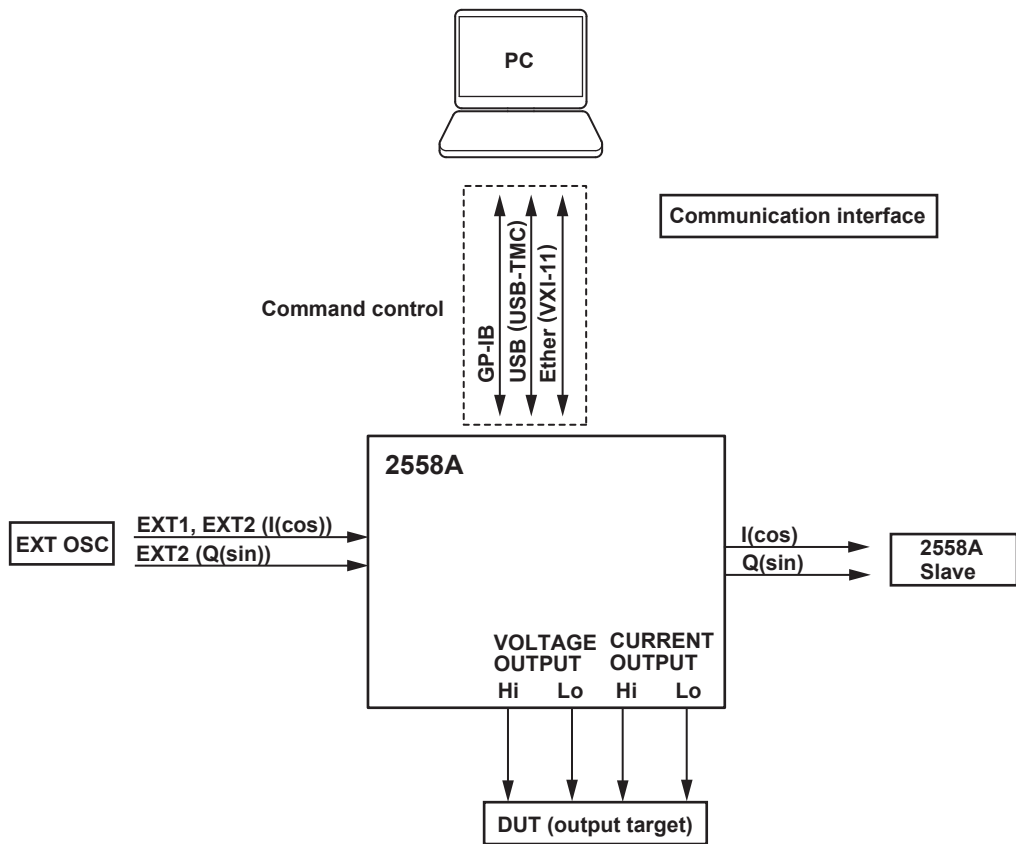 PC
Communication interface
Command control
GP-IB
USB (USB-TMC)
Ether (VXI-11)
2558A
EXT OSC
EXT1, EXT2 (I(cos))
EXT2 (Q(sin))
I(cos)
Q(sin)
2558A
Slave
VOLTAGE
OUTPUT
CURRENT
OUTPUT
Hi Lo Hi Lo
DUT (output target)